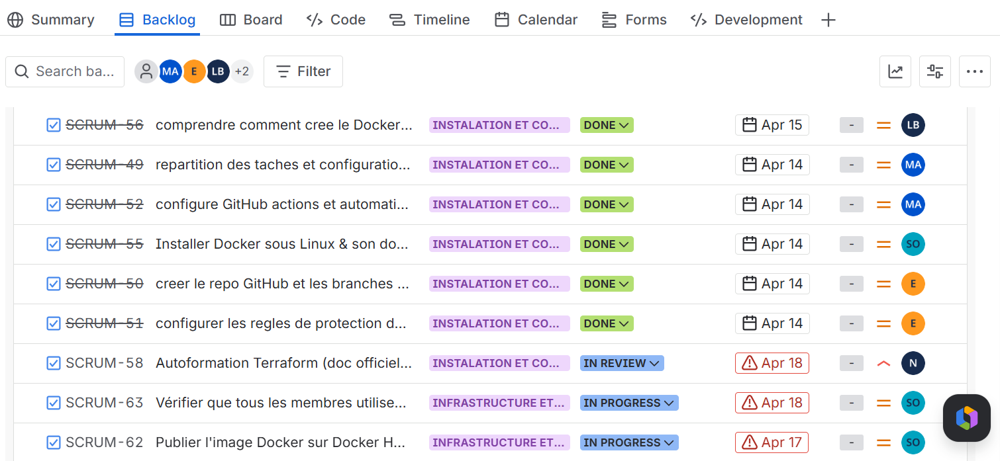 Summary Backlog Board Code Timeline Calendar Forms Development
Search ba... MA E LB +2 Filter
SCRUM-56 comprendre comment cree le Docker... INSTALATION ET CO... DONE Apr 15 - LB
SCRUM-49 repartition des taches et configuratio... INSTALATION ET CO... DONE Apr 14 - MA
SCRUM-52 configure GitHub actions et automati... INSTALATION ET CO... DONE Apr 14 - MA
SCRUM-55 Installer Docker sous Linux & son do... INSTALATION ET CO... DONE Apr 14 - SO
SCRUM-50 creer le repo GitHub et les branches ... INSTALATION ET CO... DONE Apr 14 - E
SCRUM-51 configurer les regles de protection d... INSTALATION ET CO... DONE Apr 14 - E
SCRUM-58 Autoformation Terraform (doc officiel... INSTALATION ET CO... IN REVIEW Apr 18 - N
SCRUM-63 Vérifier que tous les membres utilise... INFRASTRUCTURE ET... IN PROGRESS Apr 18 - SO
SCRUM-62 Publier l'image Docker sur Docker H... INFRASTRUCTURE ET... IN PROGRESS Apr 17 - SO